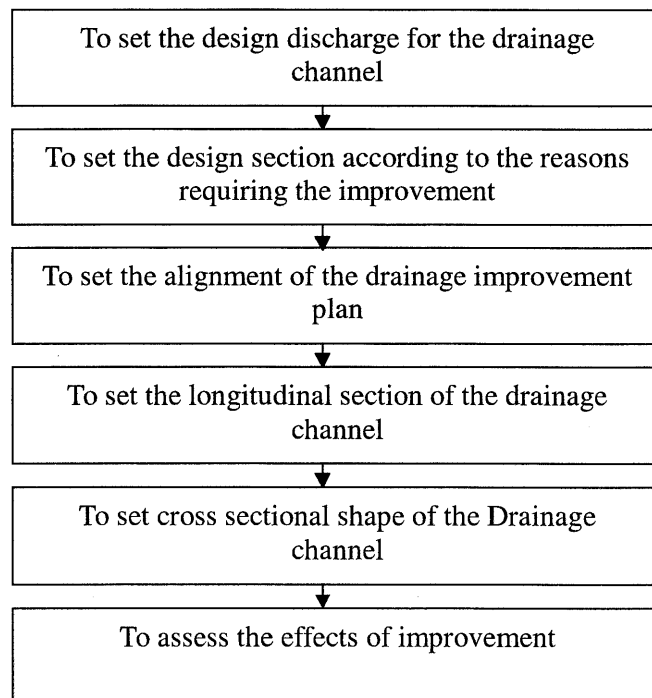 To set the design discharge for the drainage
channel
To set the design section according to the reasons
requiring the improvement
To set the alignment of the drainage improvement
plan
To set the longitudinal section of the drainage
channel
To set cross sectional shape of the Drainage
channel
To assess the effects of improvement